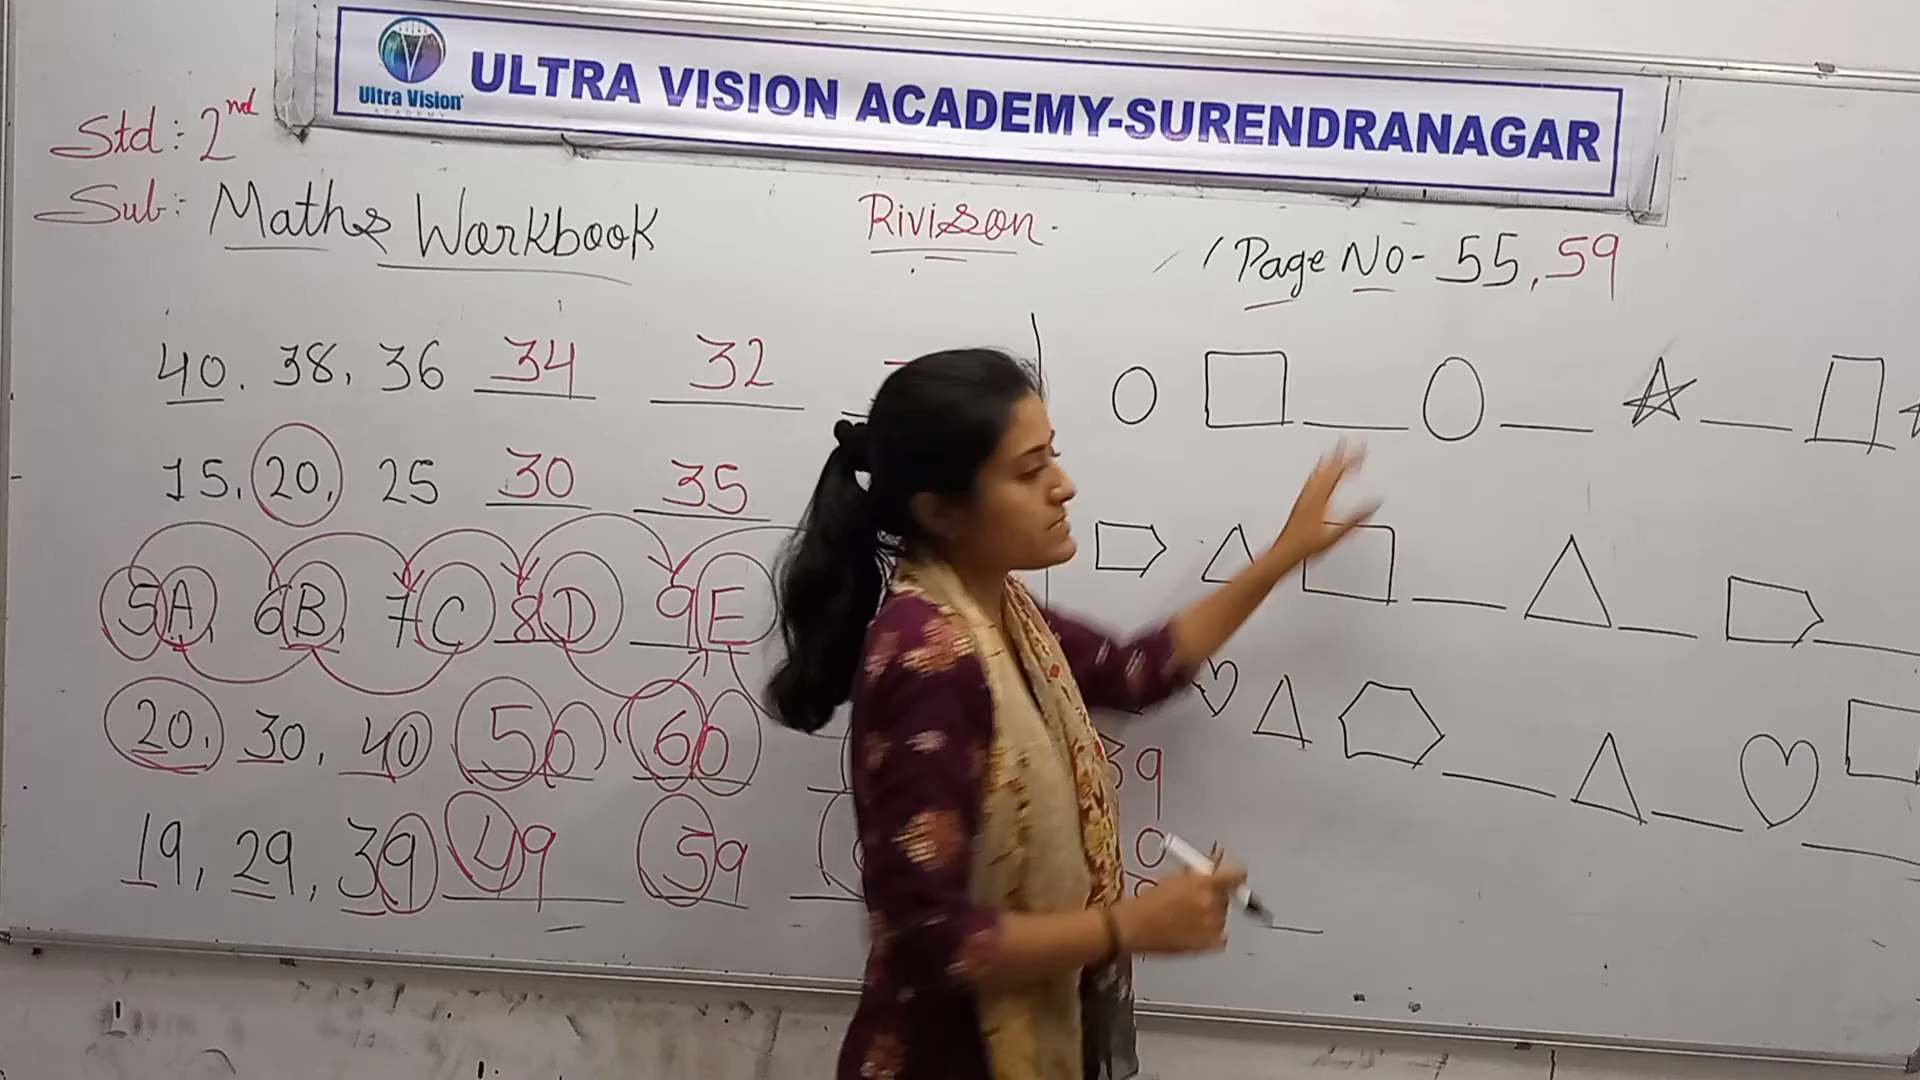 ULTRA VISION ACADEMY-SURENDRANAGAR
Ultra Vision
ACADEMY
Std: 2nd
Sub: Maths Workbook
Rivison.
Page No- 55, 59
40, 38, 36 34 32
15, 20, 25 30 35
5A, 6B, 7C 8D 9E
20, 30, 40 50 60
19, 29, 39 49 59
39